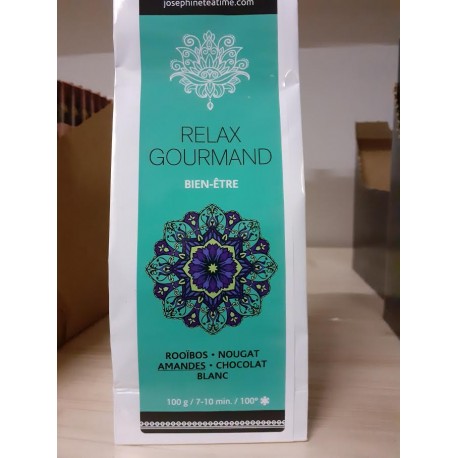 josephineteatime.com
RELAX
GOURMAND
BIEN-ÊTRE
ROOÏBOS • NOUGAT
AMANDES • CHOCOLAT
BLANC
100 g / 7-10 min. / 100°